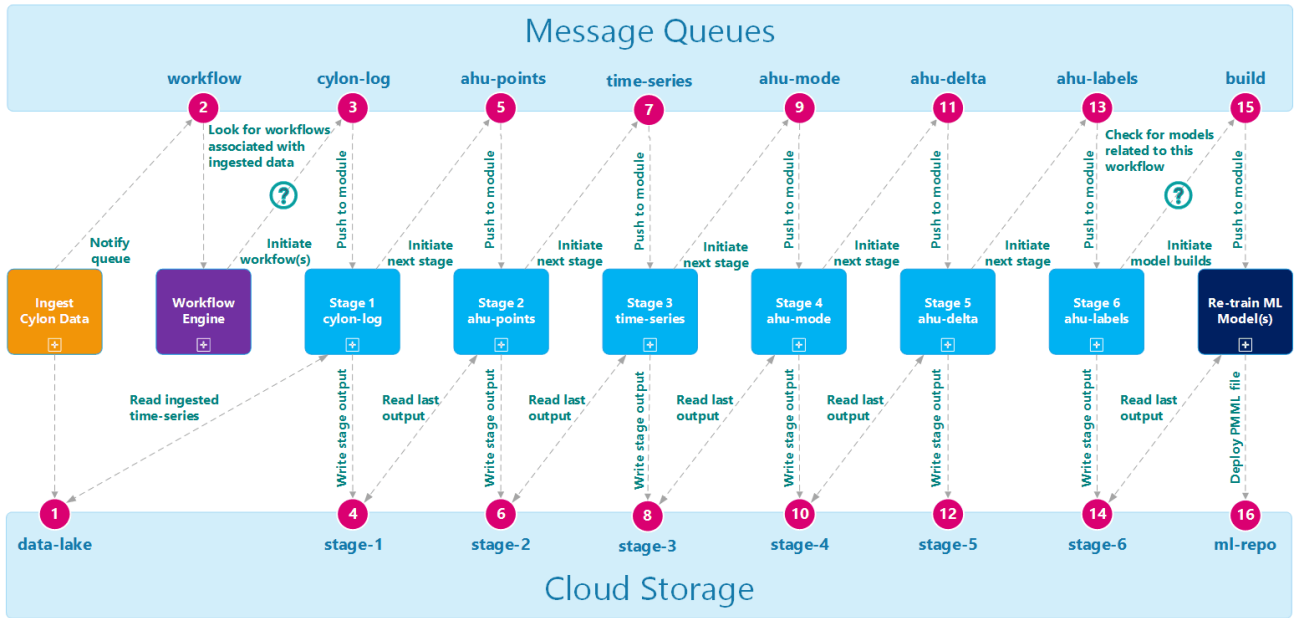 Message Queues
workflow
cylon-log
ahu-points
time-series
ahu-mode
ahu-delta
ahu-labels
build
2
3
5
7
9
11
13
15
Look for workflows
associated with
ingested data
Check for models
related to this
workflow
?
?
Push to module
Push to module
Push to module
Push to module
Push to module
Push to module
Push to module
Notify
queue
Initiate
workfow(s)
Initiate
next stage
Initiate
next stage
Initiate
next stage
Initiate
next stage
Initiate
next stage
Initiate
model builds
Ingest
Cylon Data
Workflow
Engine
Stage 1
cylon-log
Stage 2
ahu-points
Stage 3
time-series
Stage 4
ahu-mode
Stage 5
ahu-delta
Stage 6
ahu-labels
Re-train ML
Model(s)
Read ingested
time-series
Write stage output
Read last
output
Write stage output
Read last
output
Write stage output
Read last
output
Write stage output
Read last
output
Write stage output
Write stage output
Read last
output
Deploy PMML file
1
4
6
8
10
12
14
16
data-lake
stage-1
stage-2
stage-3
stage-4
stage-5
stage-6
ml-repo
Cloud Storage